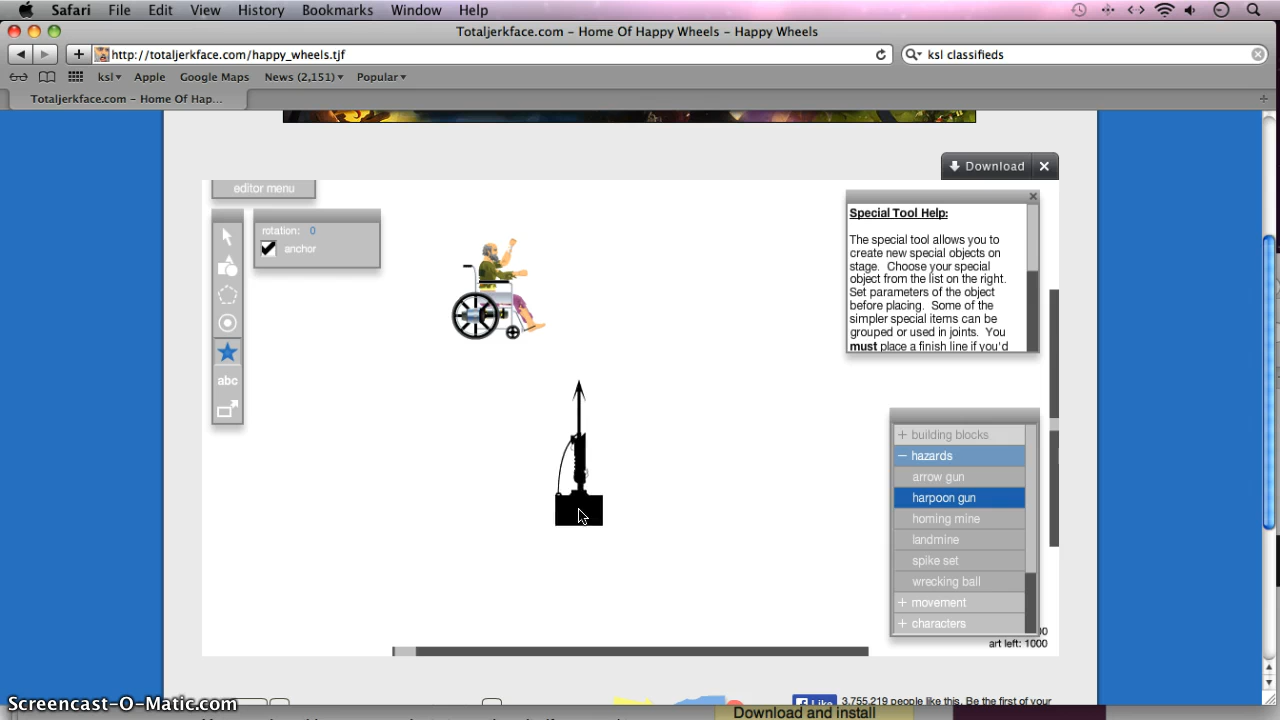 Safari File Edit View History Bookmarks Window Help
Totaljerkface.com – Home Of Happy Wheels – Happy Wheels
http://totaljerkface.com/happy_wheels.tjf
ksl classifieds
ksl Apple Google Maps News (2,151) Popular
Totaljerkface.com – Home Of Hap...
Download
editor menu
rotation: 0
anchor
abc
Special Tool Help:
The special tool allows you to
create new special objects on
stage. Choose your special
object from the list on the right.
Set parameters of the object
before placing. Some of the
simpler special items can be
grouped or used in joints. You
must place a finish line if you'd
+ building blocks
− hazards
arrow gun
harpoon gun
homing mine
landmine
spike set
wrecking ball
+ movement
+ characters
art left: 1000
Like 3,755,219 people like this. Be the first of your
Download and install
Screencast-O-Matic.com